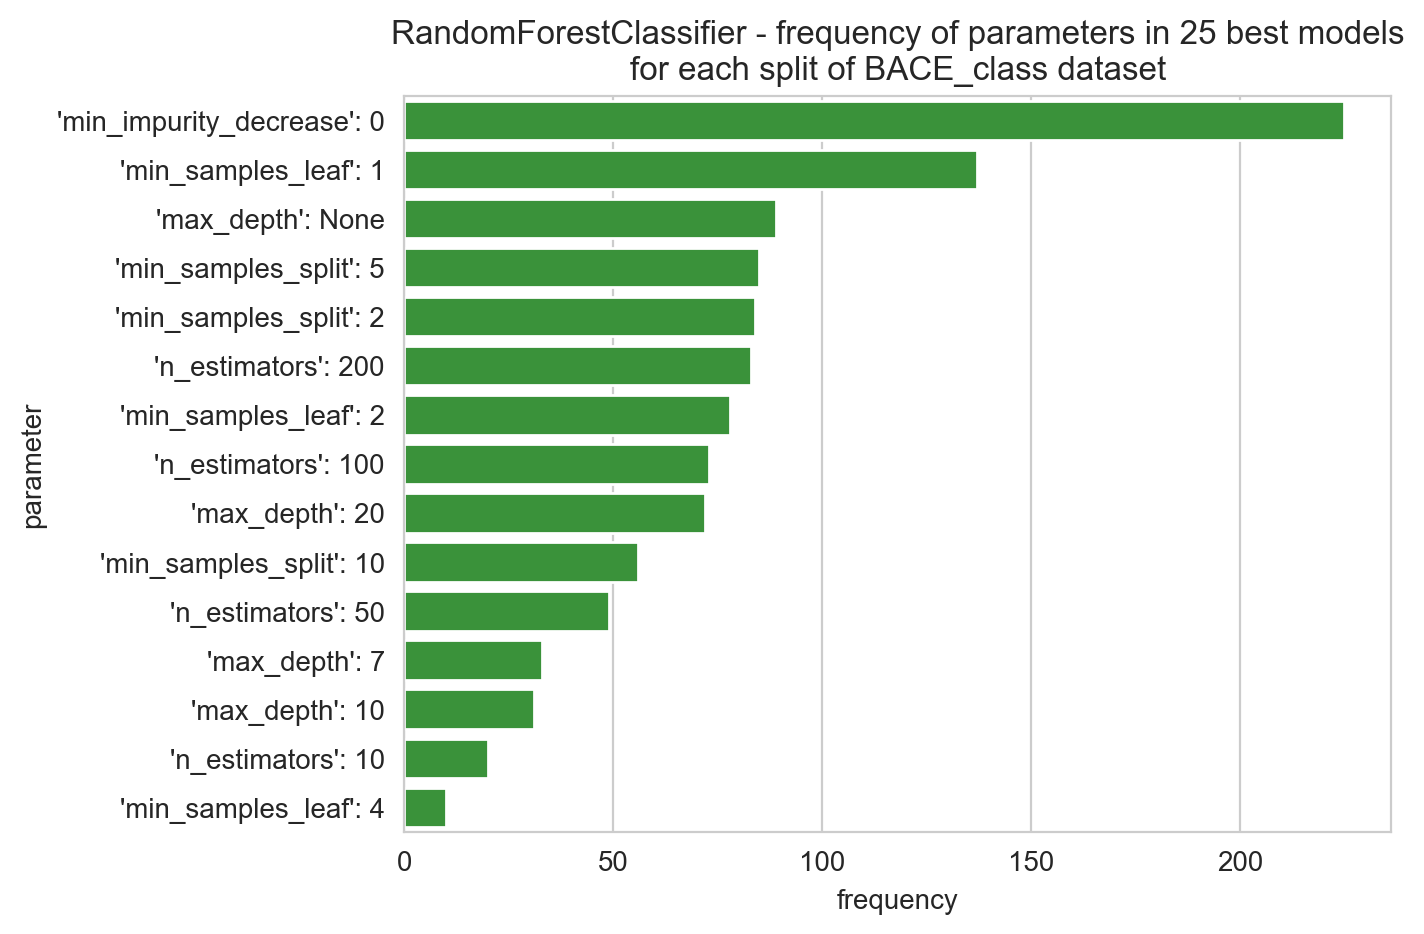 RandomForestClassifier - frequency of parameters in 25 best models
for each split of BACE_class dataset
'min_impurity_decrease': 0
'min_samples_leaf': 1
'max_depth': None
'min_samples_split': 5
'min_samples_split': 2
'n_estimators': 200
'min_samples_leaf': 2
'n_estimators': 100
'max_depth': 20
'min_samples_split': 10
'n_estimators': 50
'max_depth': 7
'max_depth': 10
'n_estimators': 10
'min_samples_leaf': 4
parameter
0 50 100 150 200
frequency